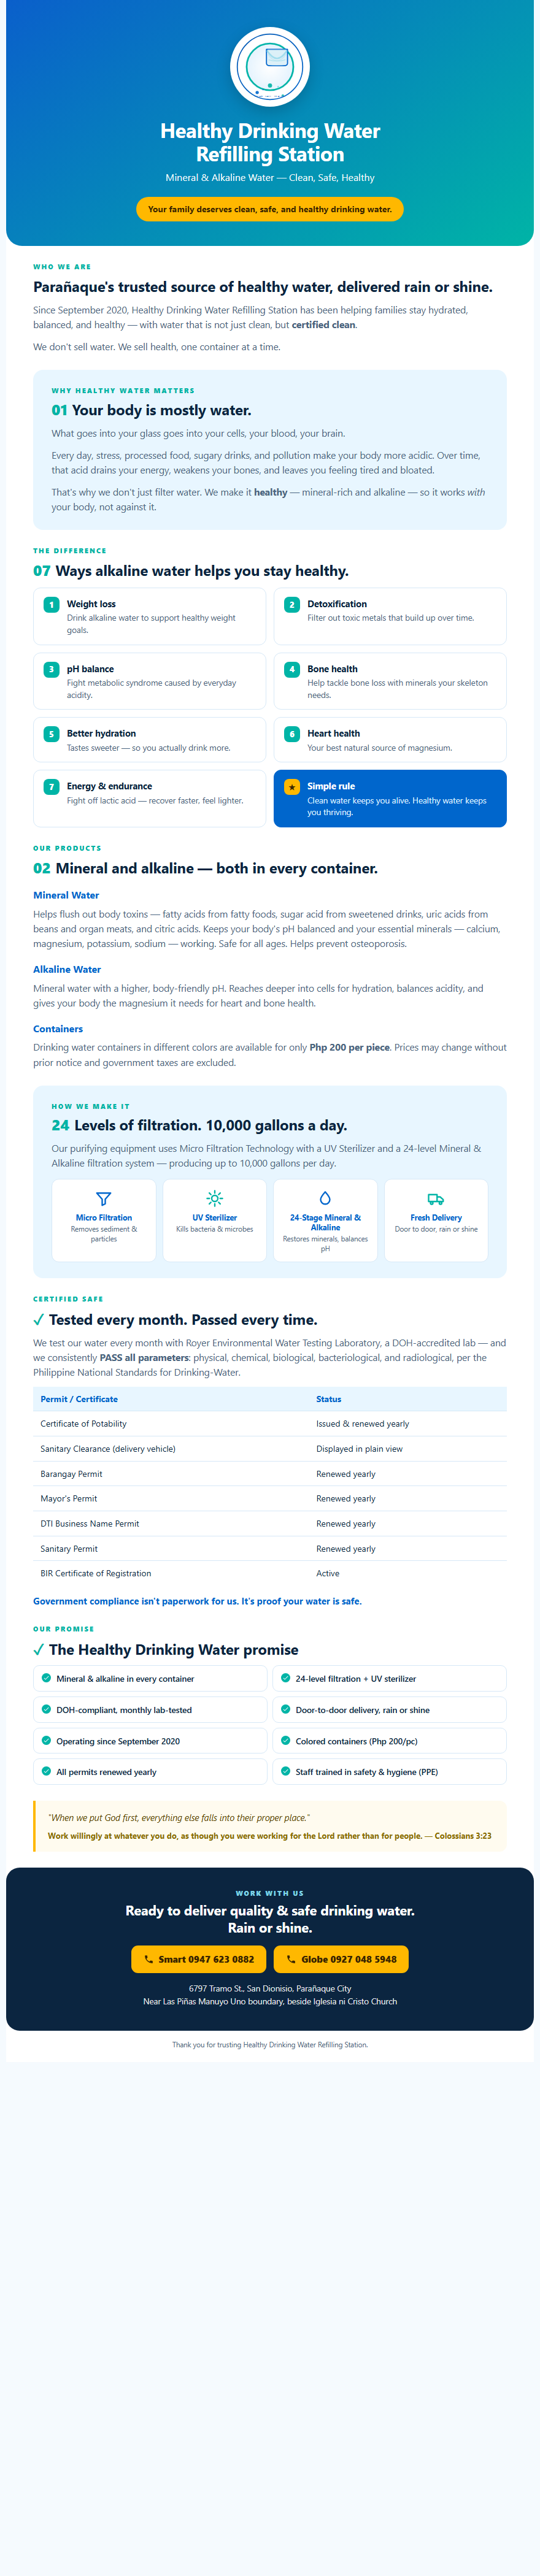 Healthy Drinking Water
Refilling Station
Mineral & Alkaline Water — Clean, Safe, Healthy
Your family deserves clean, safe, and healthy drinking water.
WHO WE ARE
Parañaque's trusted source of healthy water, delivered rain or shine.
Since September 2020, Healthy Drinking Water Refilling Station has been helping families stay hydrated,
balanced, and healthy — with water that is not just clean, but certified clean.
We don't sell water. We sell health, one container at a time.
WHY HEALTHY WATER MATTERS
01 Your body is mostly water.
What goes into your glass goes into your cells, your blood, your brain.
Every day, stress, processed food, sugary drinks, and pollution make your body more acidic. Over time,
that acid drains your energy, weakens your bones, and leaves you feeling tired and bloated.
That's why we don't just filter water. We make it healthy — mineral-rich and alkaline — so it works with
your body, not against it.
THE DIFFERENCE
07 Ways alkaline water helps you stay healthy.
1 Weight loss
Drink alkaline water to support healthy weight
goals.
2 Detoxification
Filter out toxic metals that build up over time.
3 pH balance
Fight metabolic syndrome caused by everyday
acidity.
4 Bone health
Help tackle bone loss with minerals your skeleton
needs.
5 Better hydration
Tastes sweeter — so you actually drink more.
6 Heart health
Your best natural source of magnesium.
7 Energy & endurance
Fight off lactic acid — recover faster, feel lighter.
★ Simple rule
Clean water keeps you alive. Healthy water keeps
you thriving.
OUR PRODUCTS
02 Mineral and alkaline — both in every container.
Mineral Water
Helps flush out body toxins — fatty acids from fatty foods, sugar acid from sweetened drinks, uric acids from
beans and organ meats, and citric acids. Keeps your body's pH balanced and your essential minerals — calcium,
magnesium, potassium, sodium — working. Safe for all ages. Helps prevent osteoporosis.
Alkaline Water
Mineral water with a higher, body-friendly pH. Reaches deeper into cells for hydration, balances acidity, and
gives your body the magnesium it needs for heart and bone health.
Containers
Drinking water containers in different colors are available for only Php 200 per piece. Prices may change without
prior notice and government taxes are excluded.
HOW WE MAKE IT
24 Levels of filtration. 10,000 gallons a day.
Our purifying equipment uses Micro Filtration Technology with a UV Sterilizer and a 24-level Mineral &
Alkaline filtration system — producing up to 10,000 gallons per day.
Micro Filtration
Removes sediment &
particles
UV Sterilizer
Kills bacteria & microbes
24-Stage Mineral &
Alkaline
Restores minerals, balances
pH
Fresh Delivery
Door to door, rain or shine
CERTIFIED SAFE
✓ Tested every month. Passed every time.
We test our water every month with Royer Environmental Water Testing Laboratory, a DOH-accredited lab — and
we consistently PASS all parameters: physical, chemical, biological, bacteriological, and radiological, per the
Philippine National Standards for Drinking-Water.
Permit / Certificate Status
Certificate of Potability Issued & renewed yearly
Sanitary Clearance (delivery vehicle) Displayed in plain view
Barangay Permit Renewed yearly
Mayor's Permit Renewed yearly
DTI Business Name Permit Renewed yearly
Sanitary Permit Renewed yearly
BIR Certificate of Registration Active
Government compliance isn't paperwork for us. It's proof your water is safe.
OUR PROMISE
✓ The Healthy Drinking Water promise
Mineral & alkaline in every container
24-level filtration + UV sterilizer
DOH-compliant, monthly lab-tested
Door-to-door delivery, rain or shine
Operating since September 2020
Colored containers (Php 200/pc)
All permits renewed yearly
Staff trained in safety & hygiene (PPE)
"When we put God first, everything else falls into their proper place."
Work willingly at whatever you do, as though you were working for the Lord rather than for people. — Colossians 3:23
WORK WITH US
Ready to deliver quality & safe drinking water.
Rain or shine.
Smart 0947 623 0882
Globe 0927 048 5948
6797 Tramo St., San Dionisio, Parañaque City
Near Las Piñas Manuyo Uno boundary, beside Iglesia ni Cristo Church
Thank you for trusting Healthy Drinking Water Refilling Station.